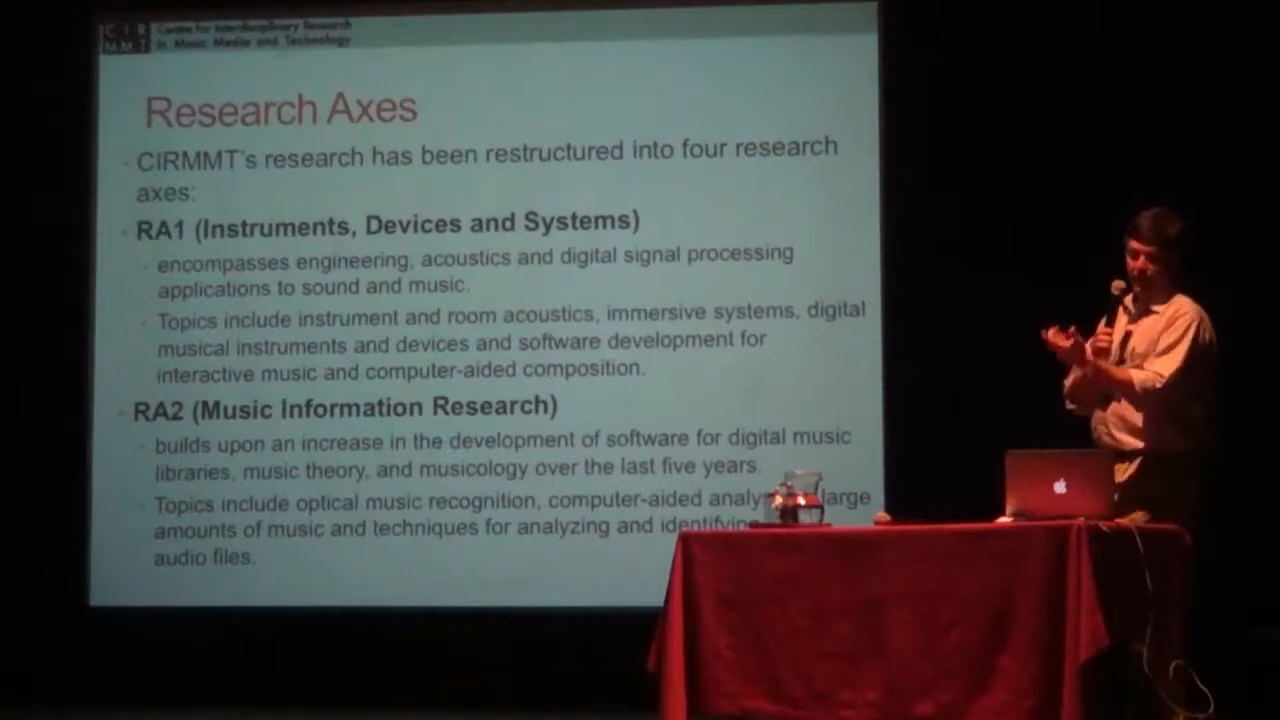 CIR
MMT
Centre for Interdisciplinary Research
in Music Media and Technology
Research Axes
CIRMMT's research has been restructured into four research
axes:
RA1 (Instruments, Devices and Systems)
encompasses engineering, acoustics and digital signal processing
applications to sound and music.
Topics include instrument and room acoustics, immersive systems, digital
musical instruments and devices and software development for
interactive music and computer-aided composition.
RA2 (Music Information Research)
builds upon an increase in the development of software for digital music
libraries, music theory, and musicology over the last five years.
Topics include optical music recognition, computer-aided large
amounts of music and techniques for analyzing and identifying
audio files.